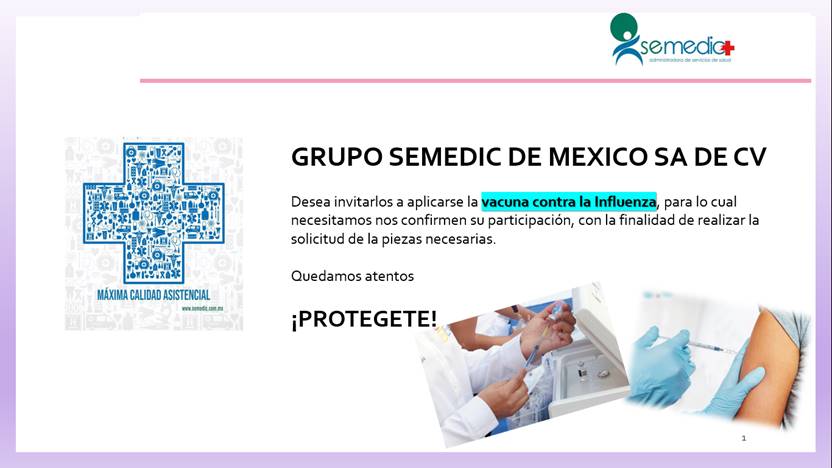 semedic
administradora de servicios de salud
GRUPO SEMEDIC DE MEXICO SA DE CV
Desea invitarlos a aplicarse la vacuna contra la Influenza, para lo cual
necesitamos nos confirmen su participación, con la finalidad de realizar la
solicitud de la piezas necesarias.
Quedamos atentos
¡PROTEGETE!
MÁXIMA CALIDAD ASISTENCIAL
www.semedic.com.mx
1